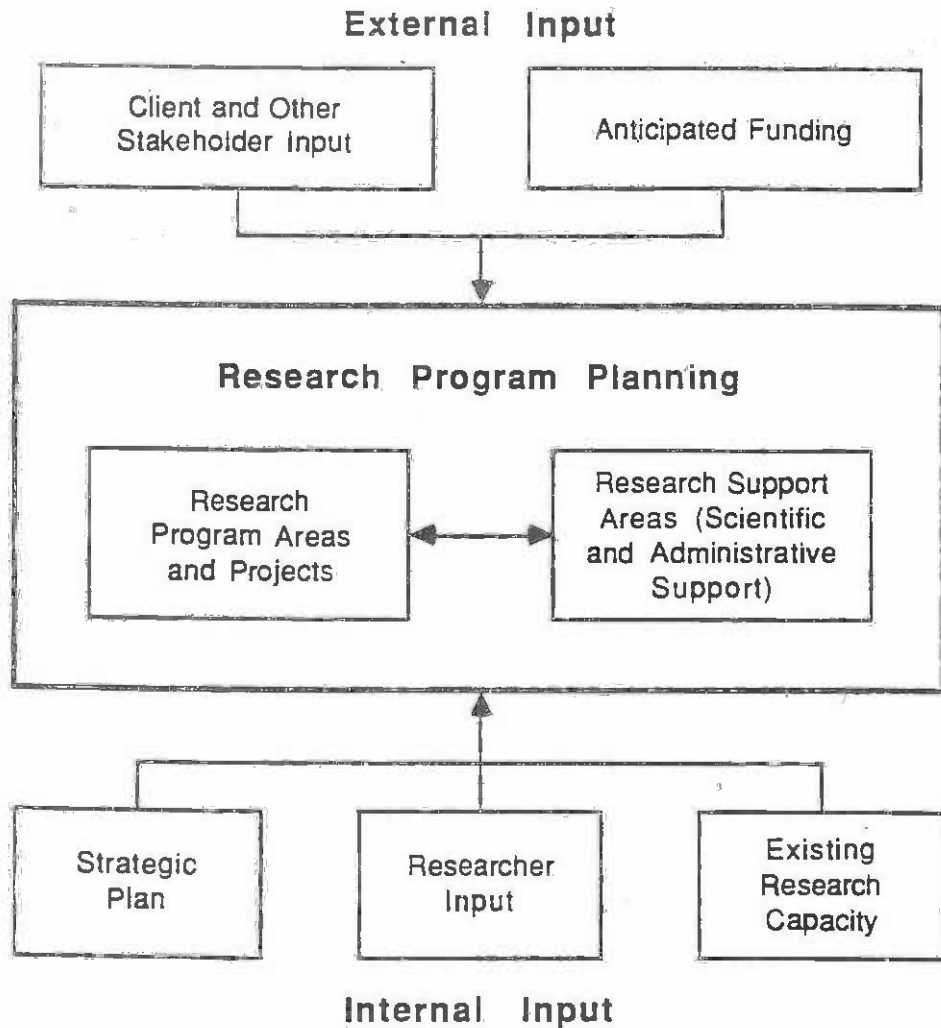 External Input
Client and Other
Stakeholder Input
Anticipated Funding
Research Program Planning
Research
Program Areas
and Projects
Research Support
Areas (Scientific
and Administrative
Support)
Strategic
Plan
Researcher
Input
Existing
Research
Capacity
Internal Input